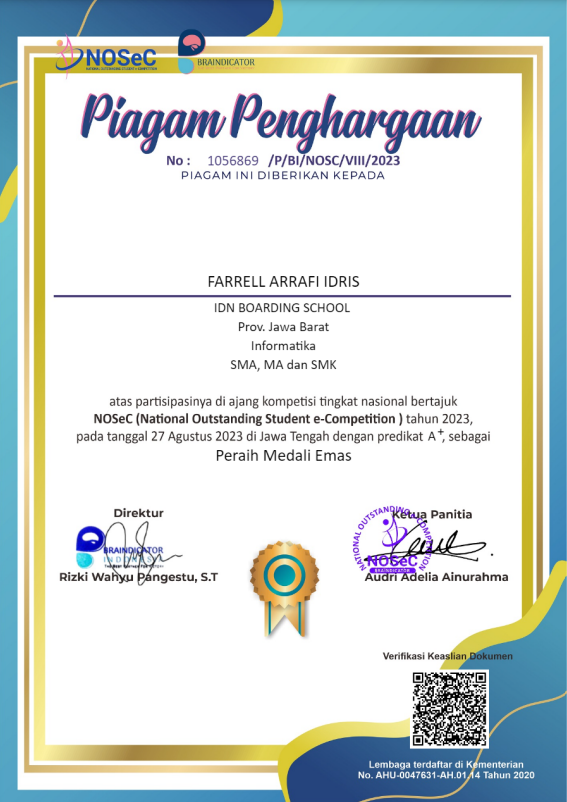 NOSeC
NATIONAL OUTSTANDING STUDENT E-COMPETITION
BRAINDICATOR
Piagam Penghargaan
No : 1056869 /P/BI/NOSC/VIII/2023
PIAGAM INI DIBERIKAN KEPADA
FARRELL ARRAFI IDRIS
IDN BOARDING SCHOOL
Prov. Jawa Barat
Informatika
SMA, MA dan SMK
atas partisipasinya di ajang kompetisi tingkat nasional bertajuk
NOSeC (National Outstanding Student e-Competition ) tahun 2023,
pada tanggal 27 Agustus 2023 di Jawa Tengah dengan predikat A+, sebagai
Peraih Medali Emas
Direktur
BRAINDICATOR
INDONESIA
Rizki Wahyu Pangestu, S.T
Ketua Panitia
NATIONAL OUTSTANDING COMPETITION
NOSeC
BRAINDICATOR
Audri Adelia Ainurahma
Verifikasi Keaslian Dokumen
Lembaga terdaftar di Kementerian
No. AHU-0047631-AH.01.14 Tahun 2020